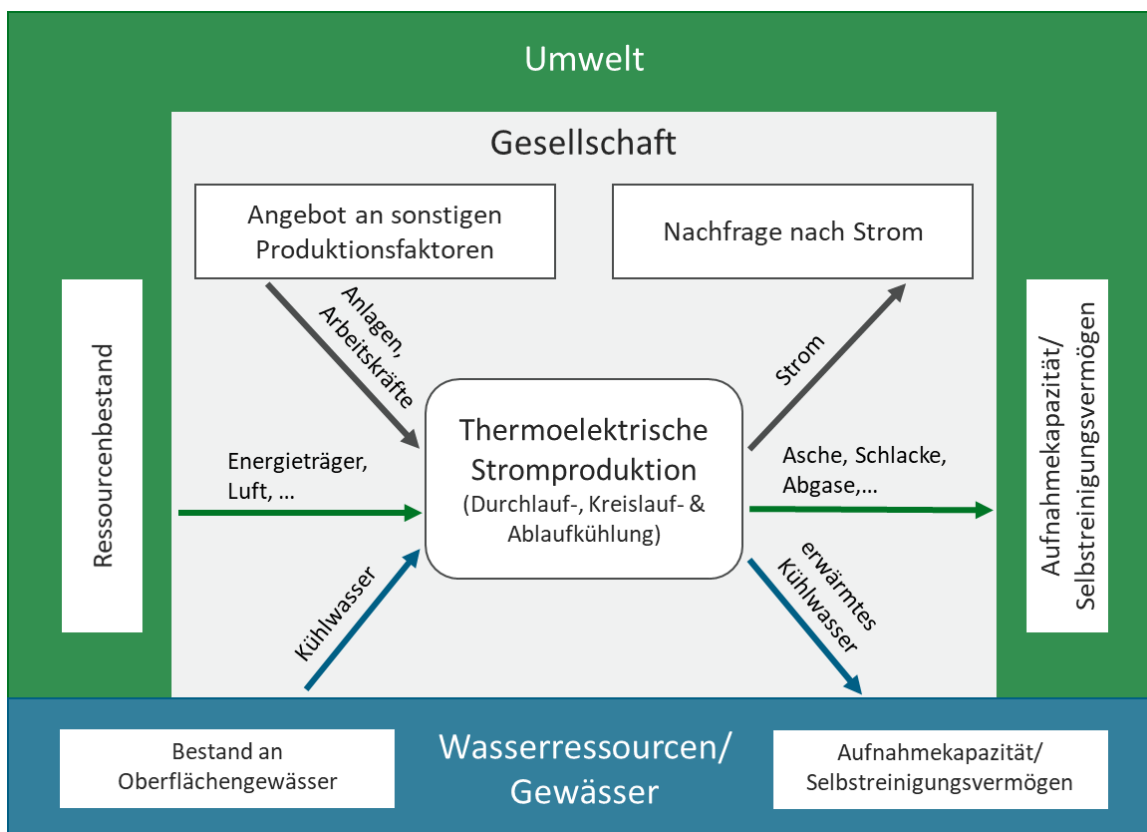 Umwelt
Gesellschaft
Angebot an sonstigen
Produktionsfaktoren
Nachfrage nach Strom
Ressourcenbestand
Anlagen,
Arbeitskräfte
Strom
Aufnahmekapazität/
Selbstreinigungsvermögen
Energieträger,
Luft, ...
Thermoelektrische
Stromproduktion
(Durchlauf-, Kreislauf- &
Ablaufkühlung)
Asche, Schlacke,
Abgase,...
Kühlwasser
erwärmtes
Kühlwasser
Bestand an
Oberflächengewässer
Wasserressourcen/
Gewässer
Aufnahmekapazität/
Selbstreinigungsvermögen